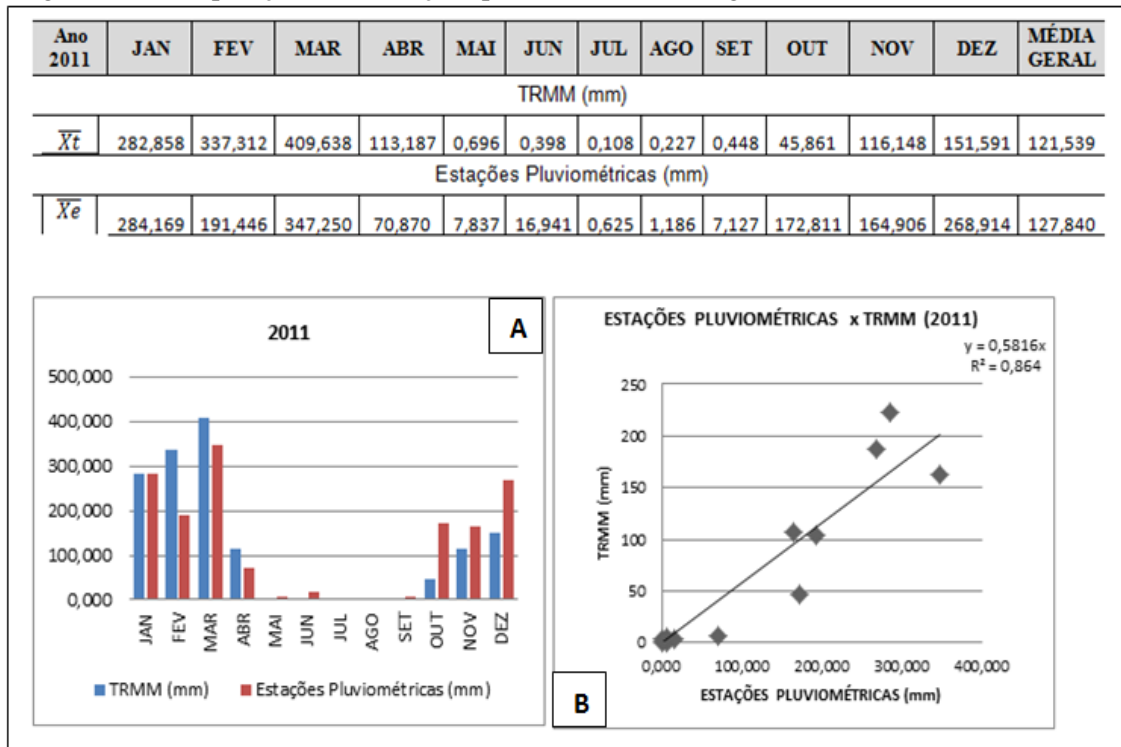 Ano 2011 JAN FEV MAR ABR MAI JUN JUL AGO SET OUT NOV DEZ MÉDIA GERAL
TRMM (mm)
Xt 282,858 337,312 409,638 113,187 0,696 0,398 0,108 0,227 0,448 45,861 116,148 151,591 121,539
Estações Pluviométricas (mm)
Xe 284,169 191,446 347,250 70,870 7,837 16,941 0,625 1,186 7,127 172,811 164,906 268,914 127,840
A
2011
500,000
400,000
300,000
200,000
100,000
0,000
JAN FEV MAR ABR MAI JUN JUL AGO SET OUT NOV DEZ
TRMM (mm) Estações Pluviométricas (mm)
ESTAÇÕES PLUVIOMÉTRICAS x TRMM (2011)
y = 0,5816x
R² = 0,864
TRMM (mm)
250
200
150
100
50
0
0,000 100,000 200,000 300,000 400,000
ESTAÇÕES PLUVIOMÉTRICAS (mm)
B